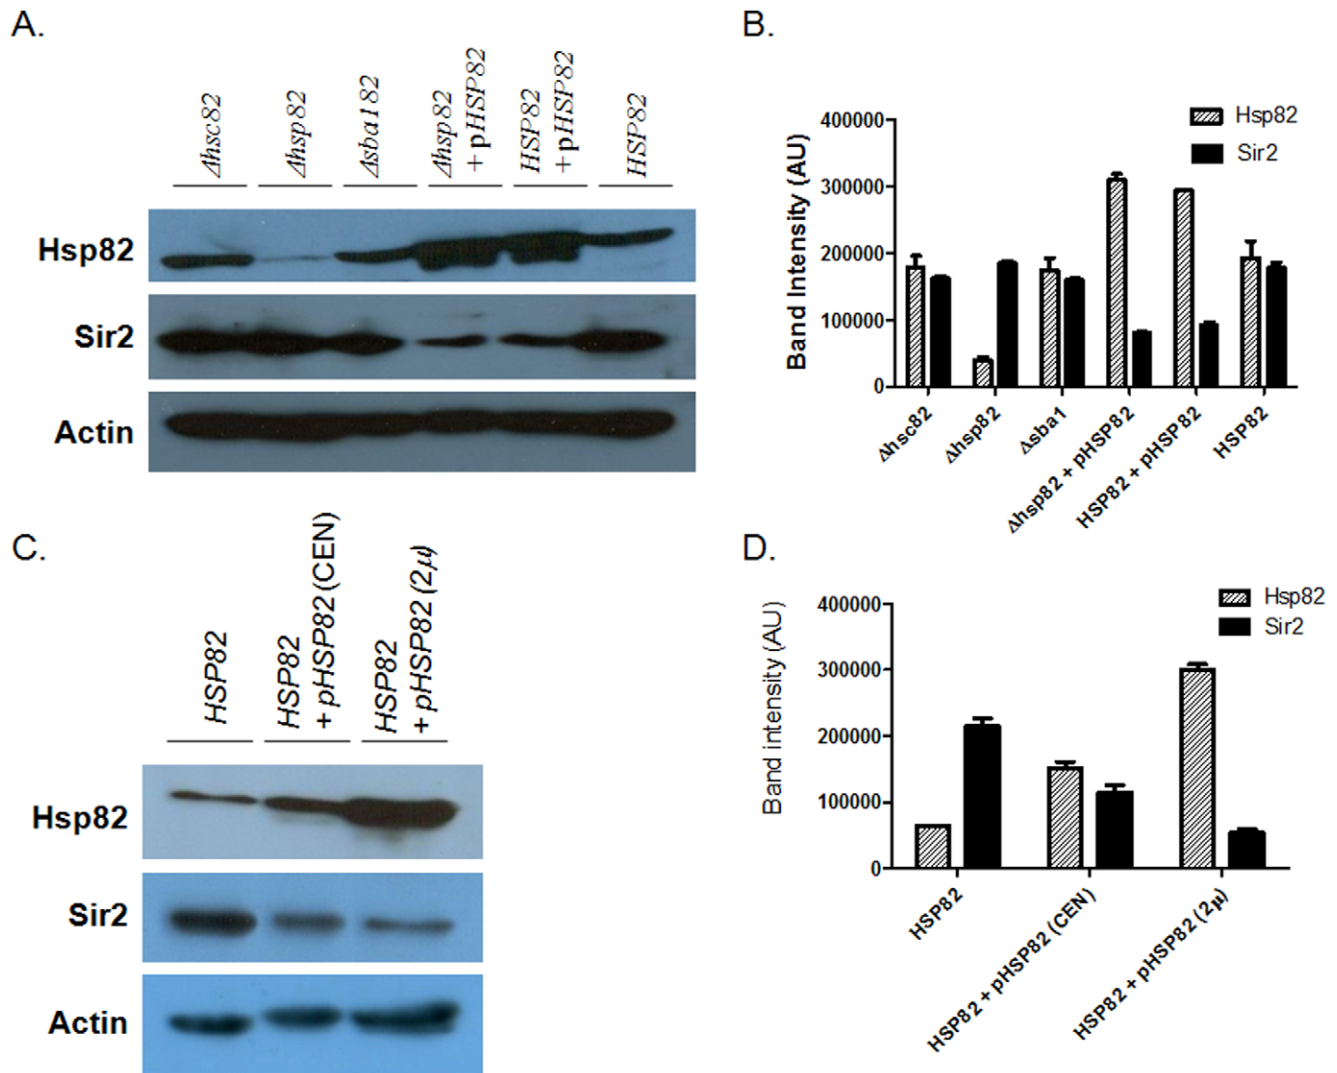 A.
Δhsc82
Δhsp82
Δsba182
Δhsp82
+ pHSP82
HSP82
+ pHSP82
HSP82
Hsp82
Sir2
Actin
B.
Hsp82
Sir2
Band Intensity (AU)
400000
300000
200000
100000
0
Δhsc82
Δhsp82
Δsba1
Δhsp82 + pHSP82
HSP82 + pHSP82
HSP82
C.
HSP82
HSP82
+ pHSP82 (CEN)
HSP82
+ pHSP82 (2μ)
Hsp82
Sir2
Actin
D.
Hsp82
Sir2
Band intensity (AU)
400000
300000
200000
100000
0
HSP82
HSP82 + pHSP82 (CEN)
HSP82 + pHSP82 (2μ)